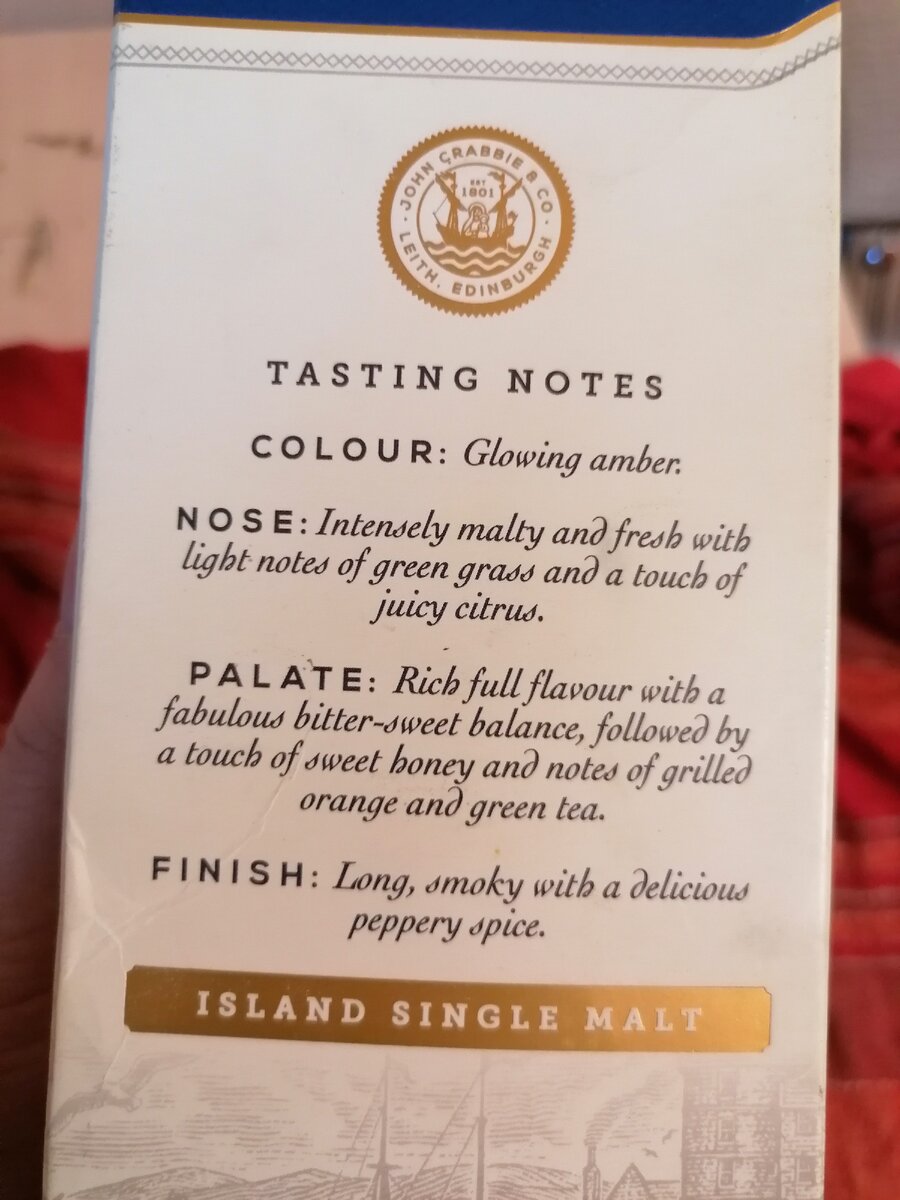 JOHN CRABBIE & CO
EST
1801
LEITH, EDINBURGH
TASTING NOTES
COLOUR: Glowing amber.
NOSE: Intensely malty and fresh with
light notes of green grass and a touch of
juicy citrus.
PALATE: Rich full flavour with a
fabulous bitter-sweet balance, followed by
a touch of sweet honey and notes of grilled
orange and green tea.
FINISH: Long, smoky with a delicious
peppery spice.
ISLAND SINGLE MALT